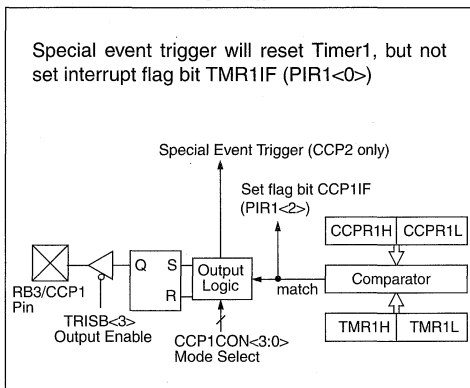 Special event trigger will reset Timer1, but not
set interrupt flag bit TMR1IF (PIR1<0>)
Special Event Trigger (CCP2 only)
Set flag bit CCP1IF
(PIR1<2>)
CCPR1H CCPR1L
Q S Output
Logic
R
match
Comparator
RB3/CCP1
Pin
TRISB<3>
Output Enable
CCP1CON<3:0>
Mode Select
TMR1H TMR1L